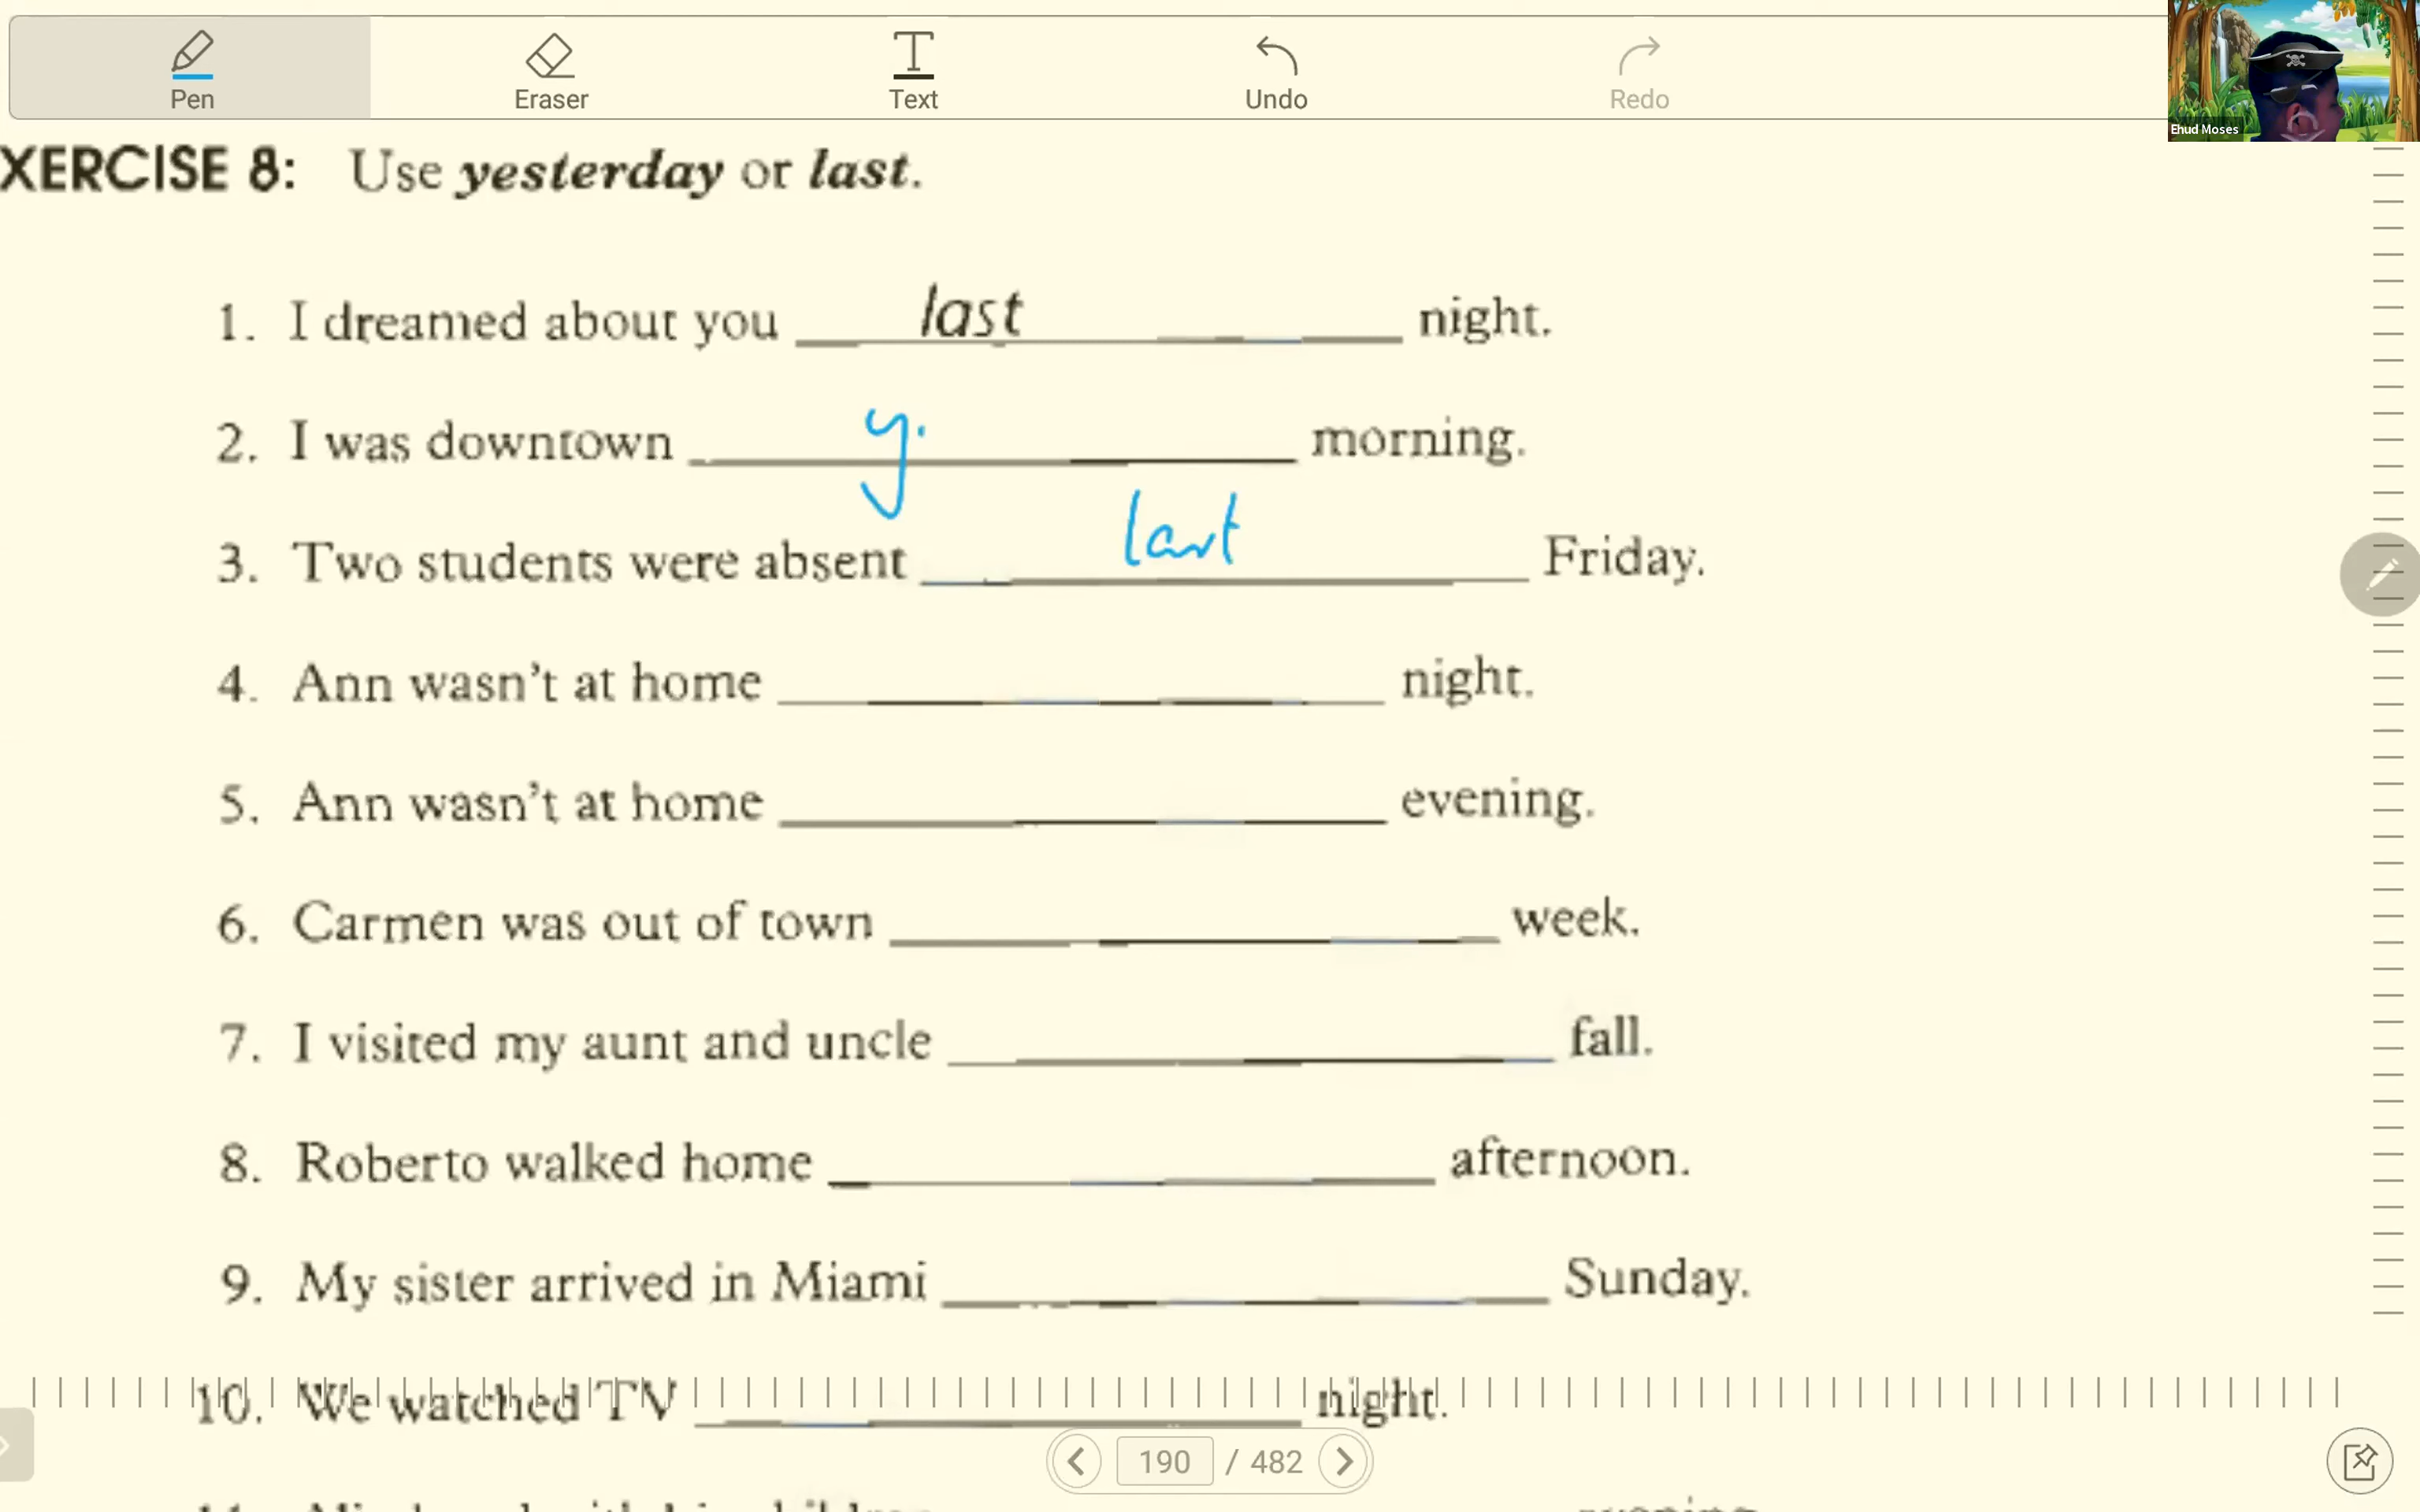 Pen Eraser Text Undo Redo
Ehud Moses
XERCISE 8: Use yesterday or last.
1. I dreamed about you last night.
2. I was downtown y. morning.
3. Two students were absent last Friday.
4. Ann wasn't at home night.
5. Ann wasn't at home evening.
6. Carmen was out of town week.
7. I visited my aunt and uncle fall.
8. Roberto walked home afternoon.
9. My sister arrived in Miami Sunday.
10. We watched TV night.
190 / 482